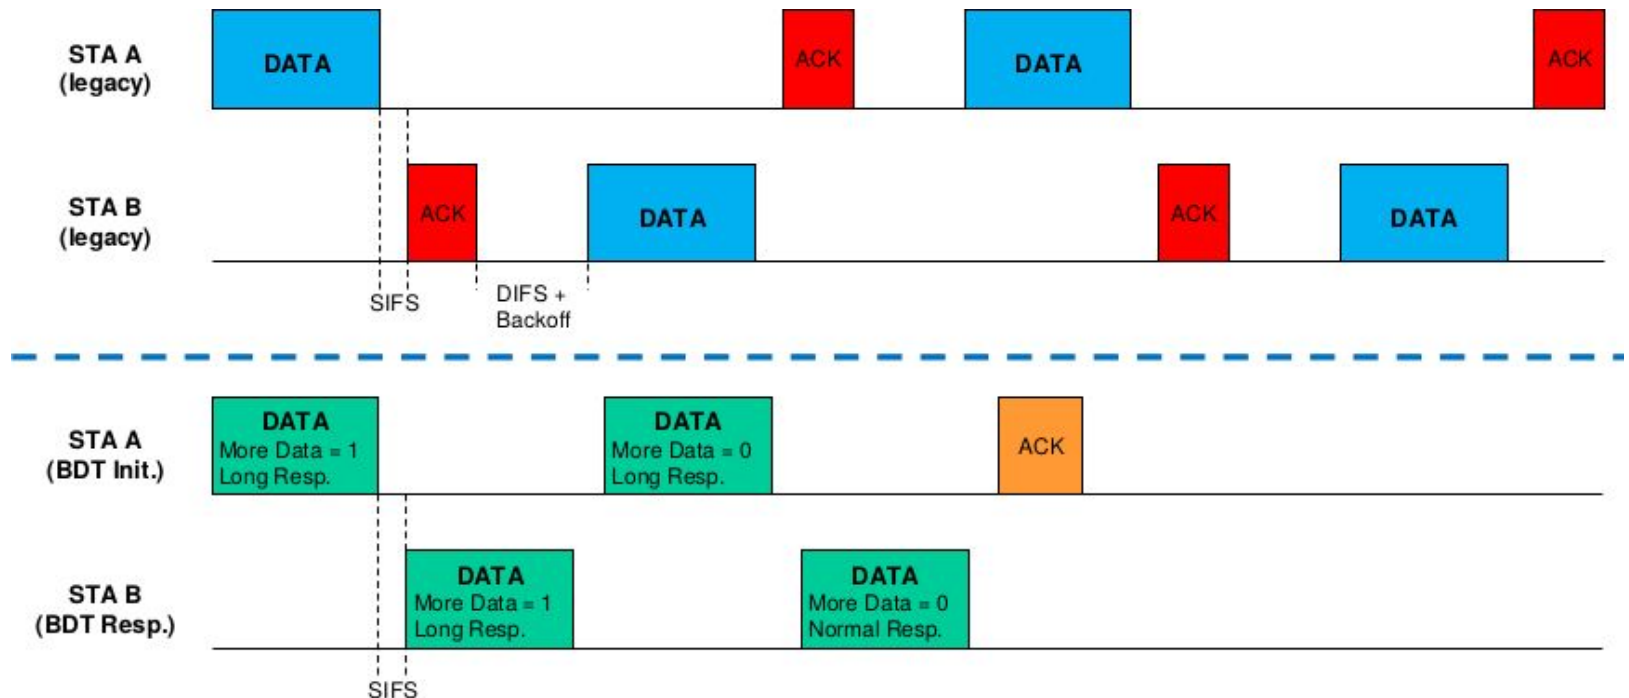 STA A
(legacy)
DATA
ACK
DATA
ACK
STA B
(legacy)
ACK
DATA
ACK
DATA
SIFS
DIFS +
Backoff
STA A
(BDT Init.)
DATA
More Data = 1
Long Resp.
DATA
More Data = 0
Long Resp.
ACK
STA B
(BDT Resp.)
DATA
More Data = 1
Long Resp.
DATA
More Data = 0
Normal Resp.
SIFS